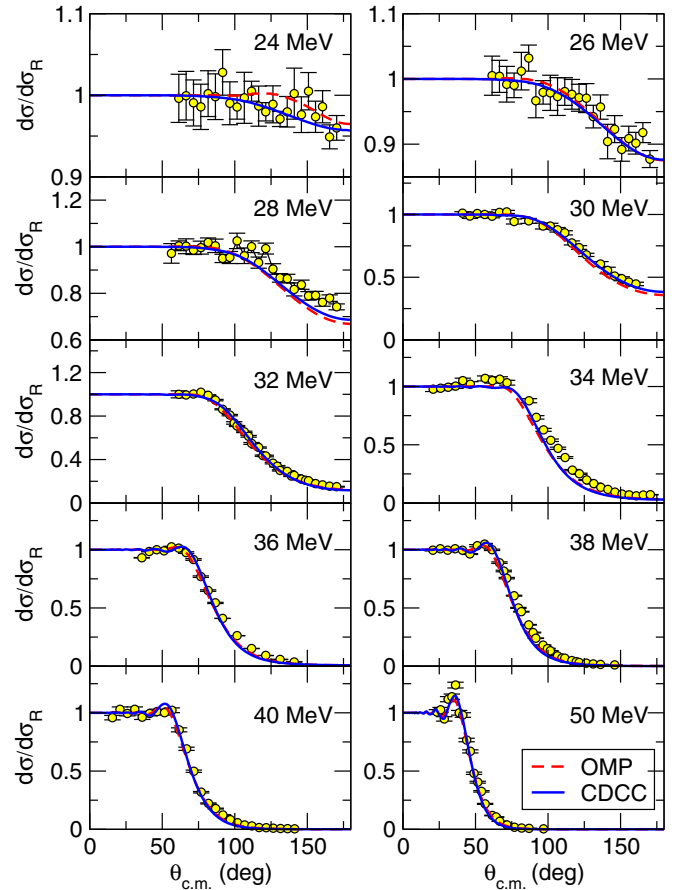 1.1
1
0.9
dσ/dσR
24 MeV
1
0.9
26 MeV
1.2
1.0
0.8
0.6
dσ/dσR
28 MeV
1
0.5
0
30 MeV
1.2
0.8
0.4
0
dσ/dσR
32 MeV
1
0.5
0
34 MeV
1
0.5
0
dσ/dσR
36 MeV
1
0.5
0
38 MeV
1
0.5
0
dσ/dσR
40 MeV
1
0.5
0
50 MeV
OMP
CDCC
0 50 100 150
0 50 100 150
θc.m. (deg)
θc.m. (deg)